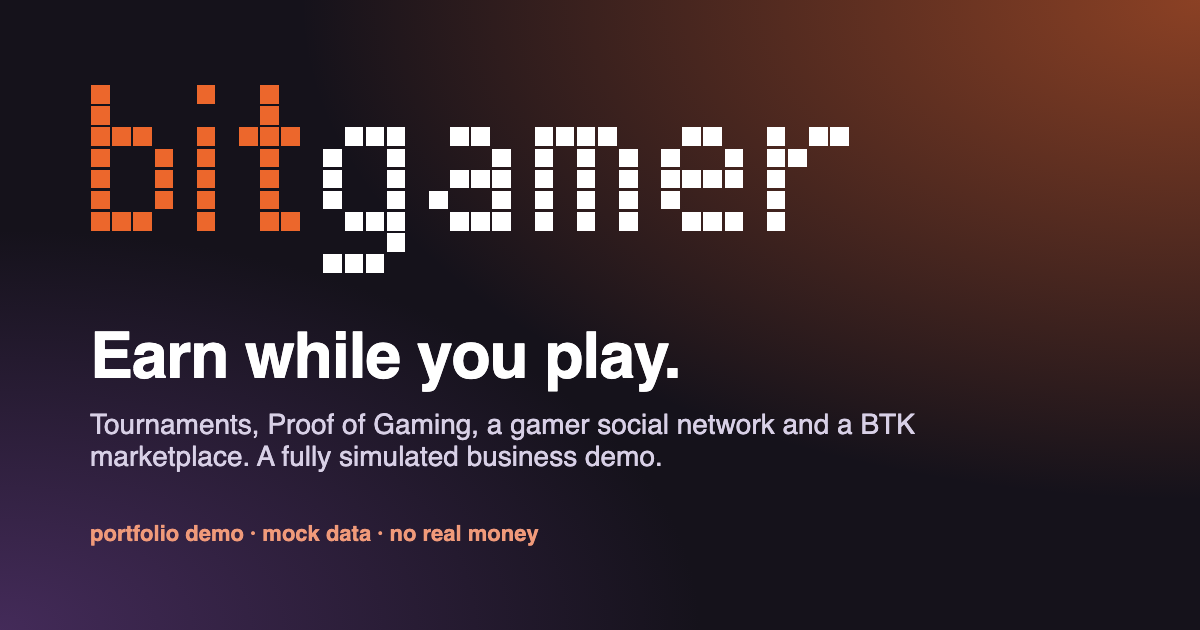 bitgamer
Earn while you play.
Tournaments, Proof of Gaming, a gamer social network and a BTK
marketplace. A fully simulated business demo.
portfolio demo · mock data · no real money